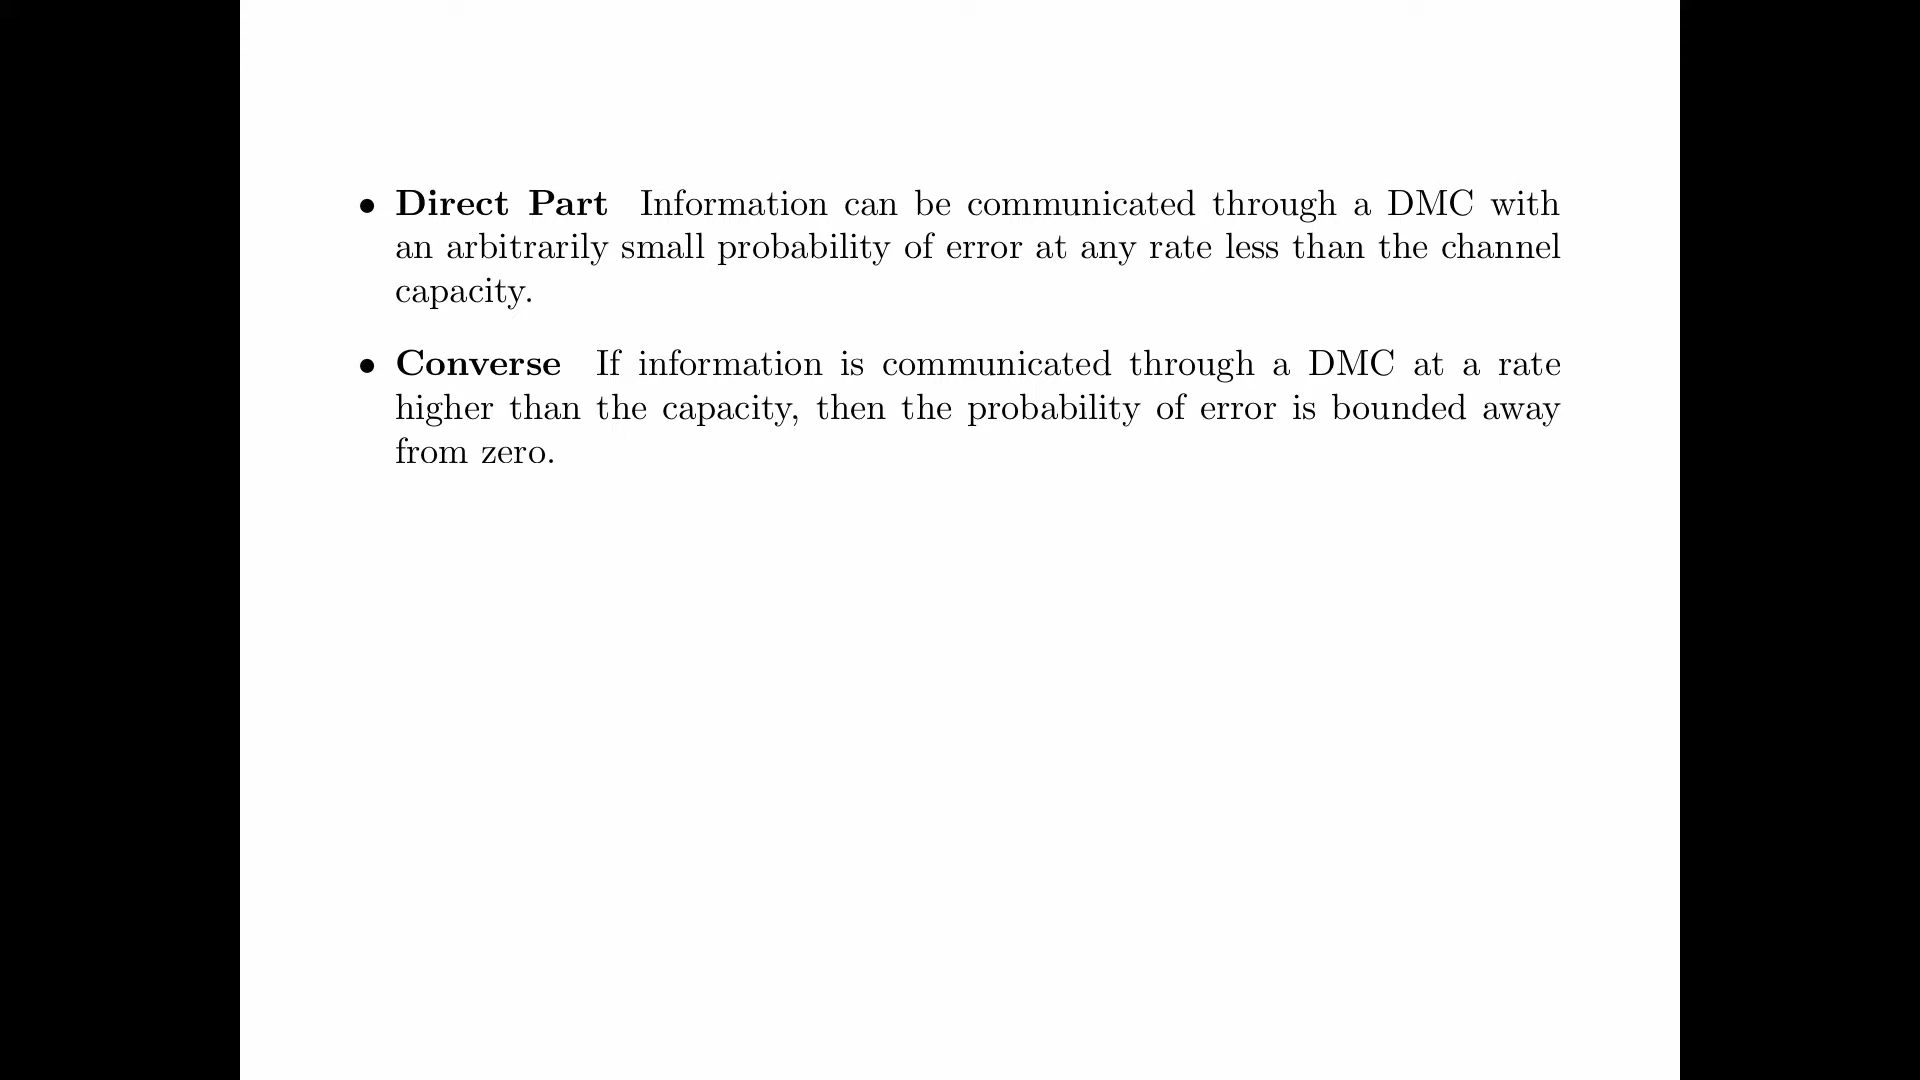 • Direct Part Information can be communicated through a DMC with
an arbitrarily small probability of error at any rate less than the channel
capacity.
• Converse If information is communicated through a DMC at a rate
higher than the capacity, then the probability of error is bounded away
from zero.